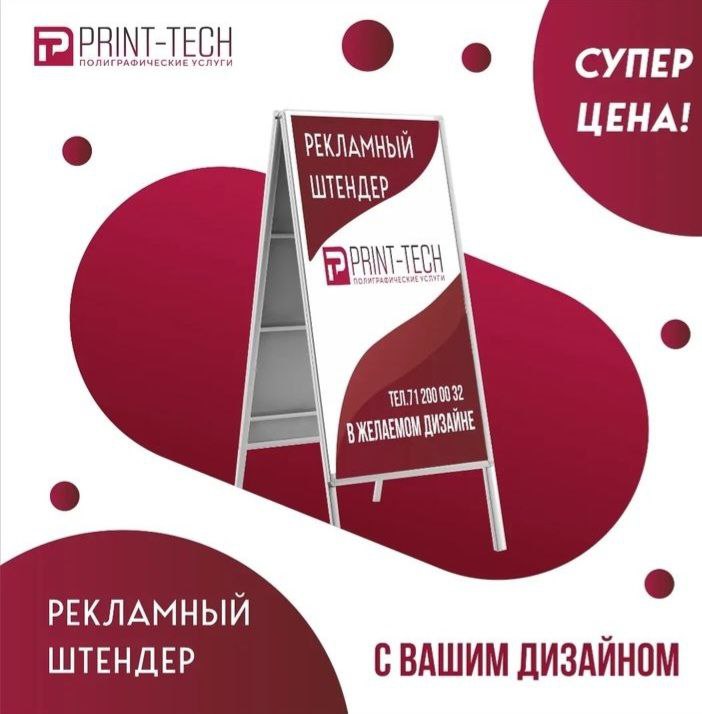 PRINT-TECH
ПОЛИГРАФИЧЕСКИЕ УСЛУГИ
СУПЕР
ЦЕНА!
РЕКЛАМНЫЙ
ШТЕНДЕР
PRINT-TECH
ПОЛИГРАФИЧЕСКИЕ УСЛУГИ
ТЕЛ.71 200 00 32
В ЖЕЛАЕМОМ ДИЗАЙНЕ
РЕКЛАМНЫЙ
ШТЕНДЕР
С ВАШИМ ДИЗАЙНОМ